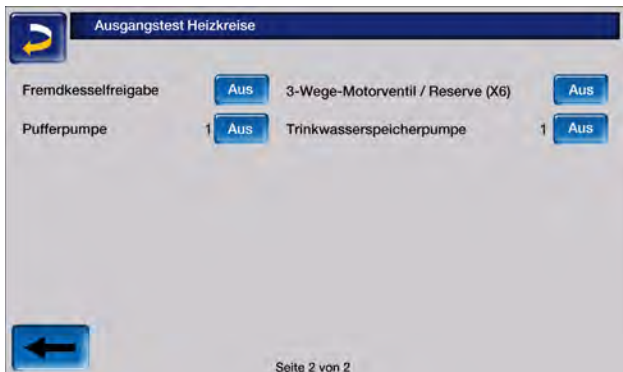 Ausgangstest Heizkreise
Fremdkesselfreigabe Aus 3-Wege-Motorventil / Reserve (X6) Aus
Pufferpumpe 1 Aus Trinkwasserspeicherpumpe 1 Aus
Seite 2 von 2